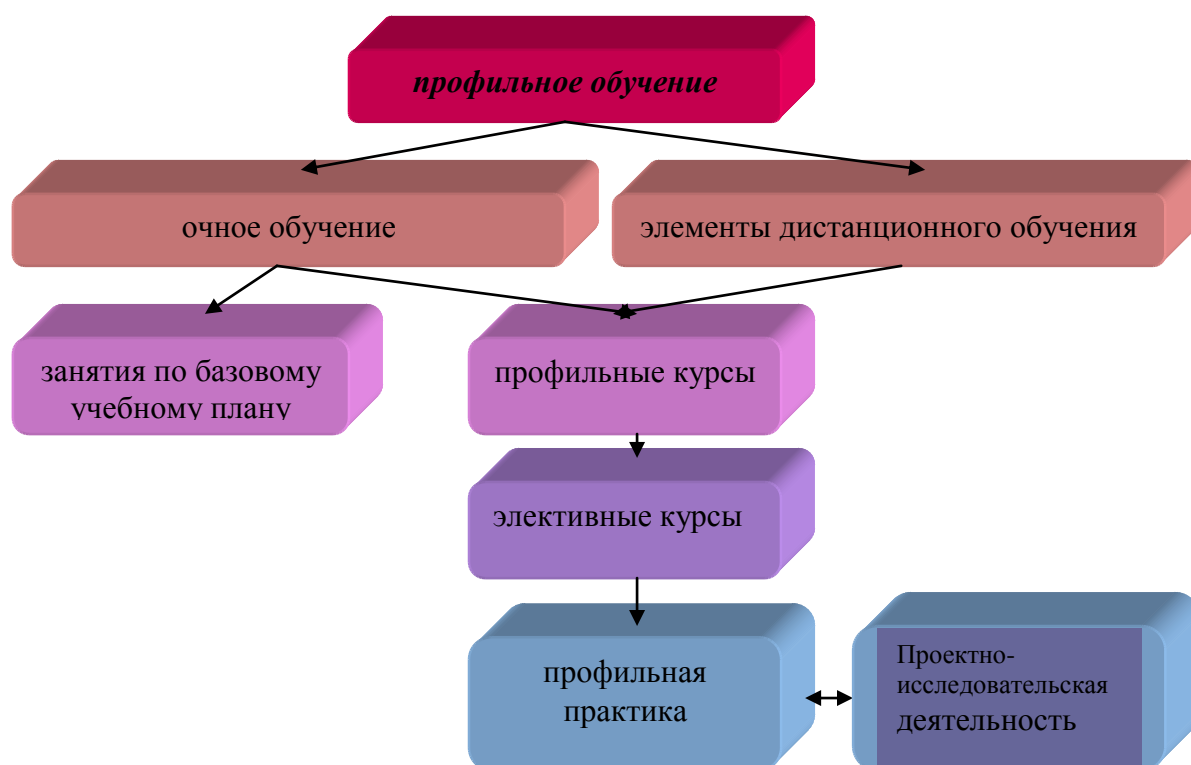 профильное обучение
очное обучение
элементы дистанционного обучения
занятия по базовому
учебному плану
профильные курсы
элективные курсы
профильная
практика
Проектно-
исследовательская
деятельность